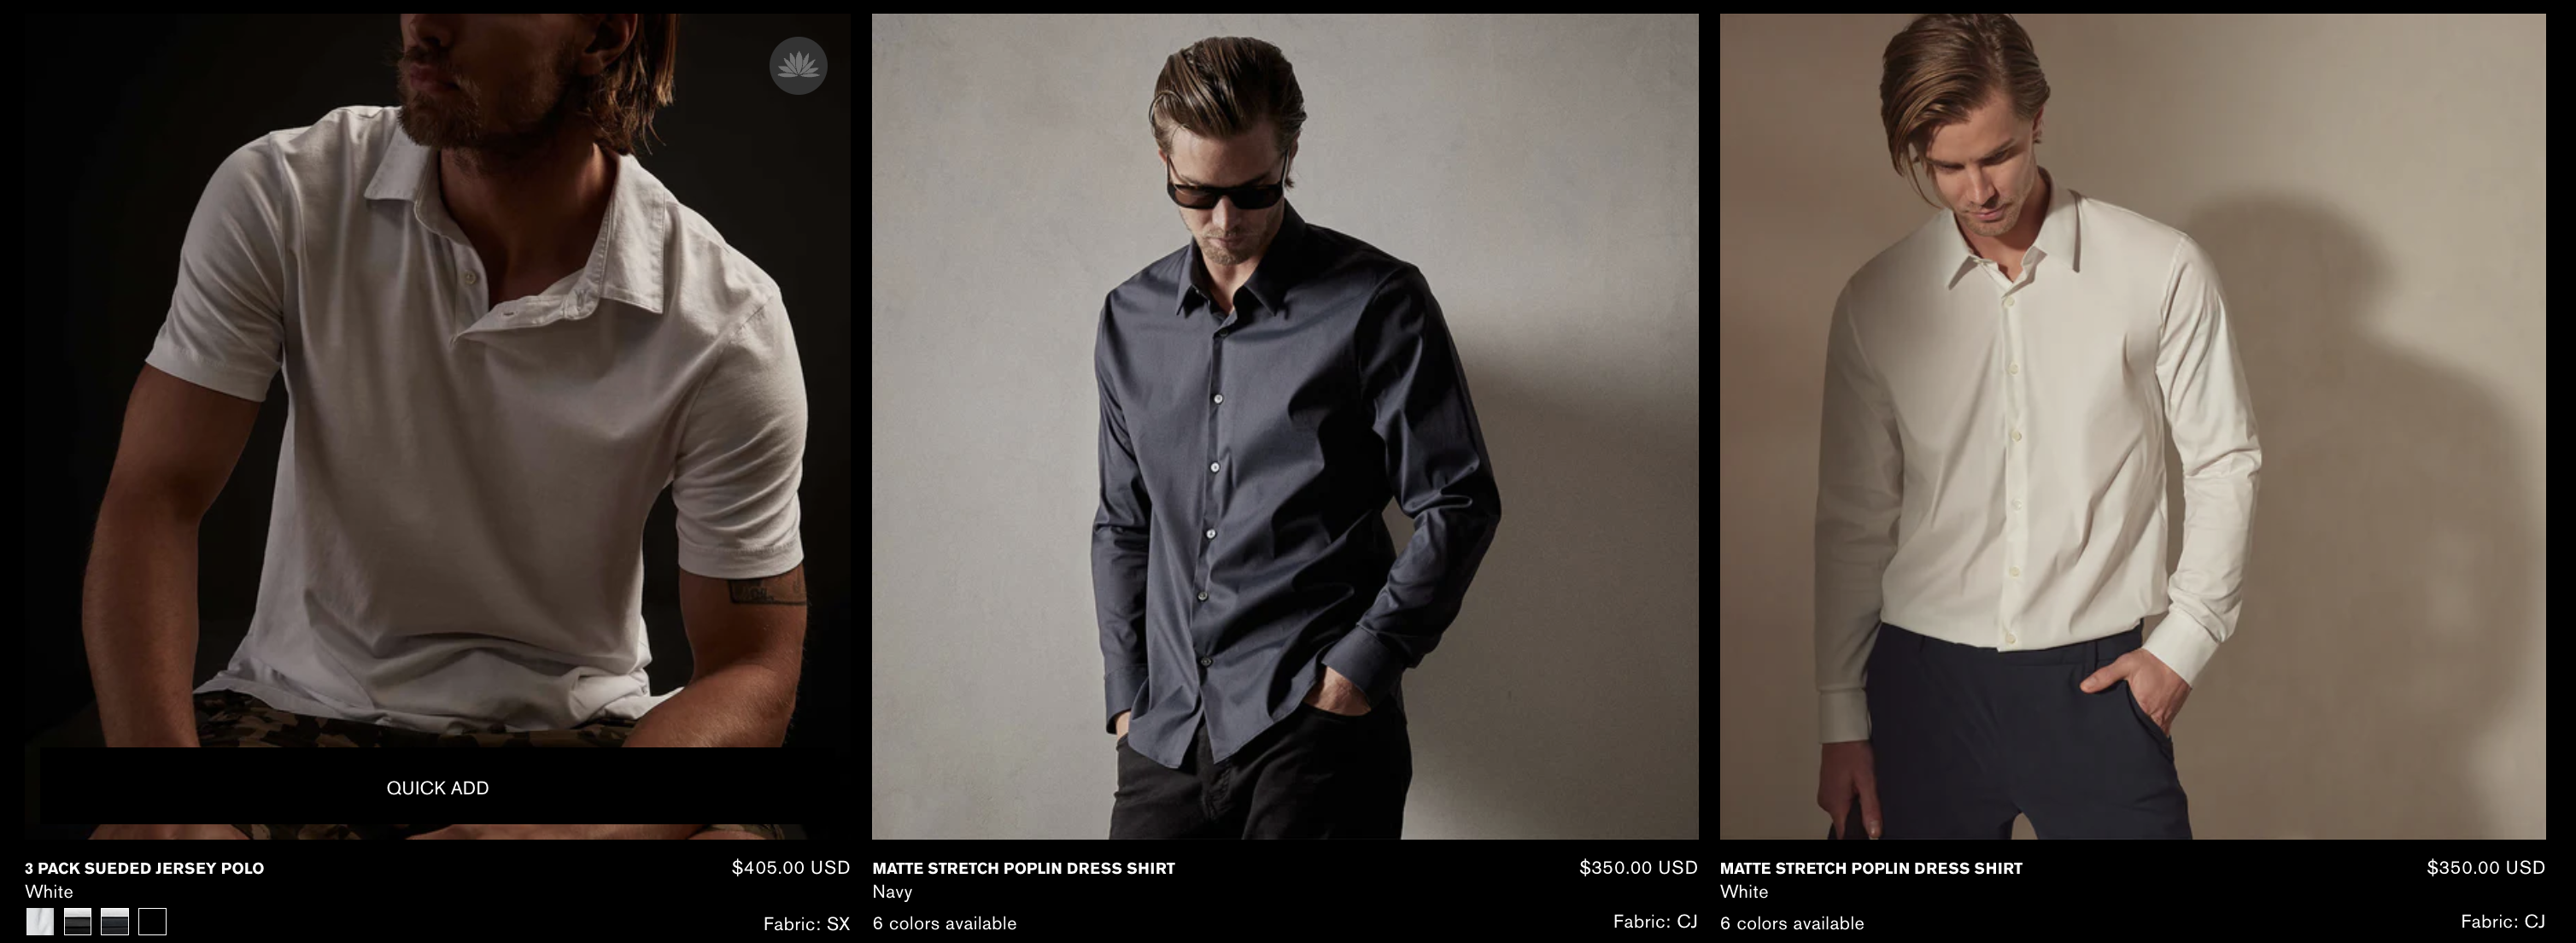 QUICK ADD
3 PACK SUEDED JERSEY POLO
$405.00 USD
White
Fabric: SX
MATTE STRETCH POPLIN DRESS SHIRT
$350.00 USD
Navy
6 colors available
Fabric: CJ
MATTE STRETCH POPLIN DRESS SHIRT
$350.00 USD
White
6 colors available
Fabric: CJ